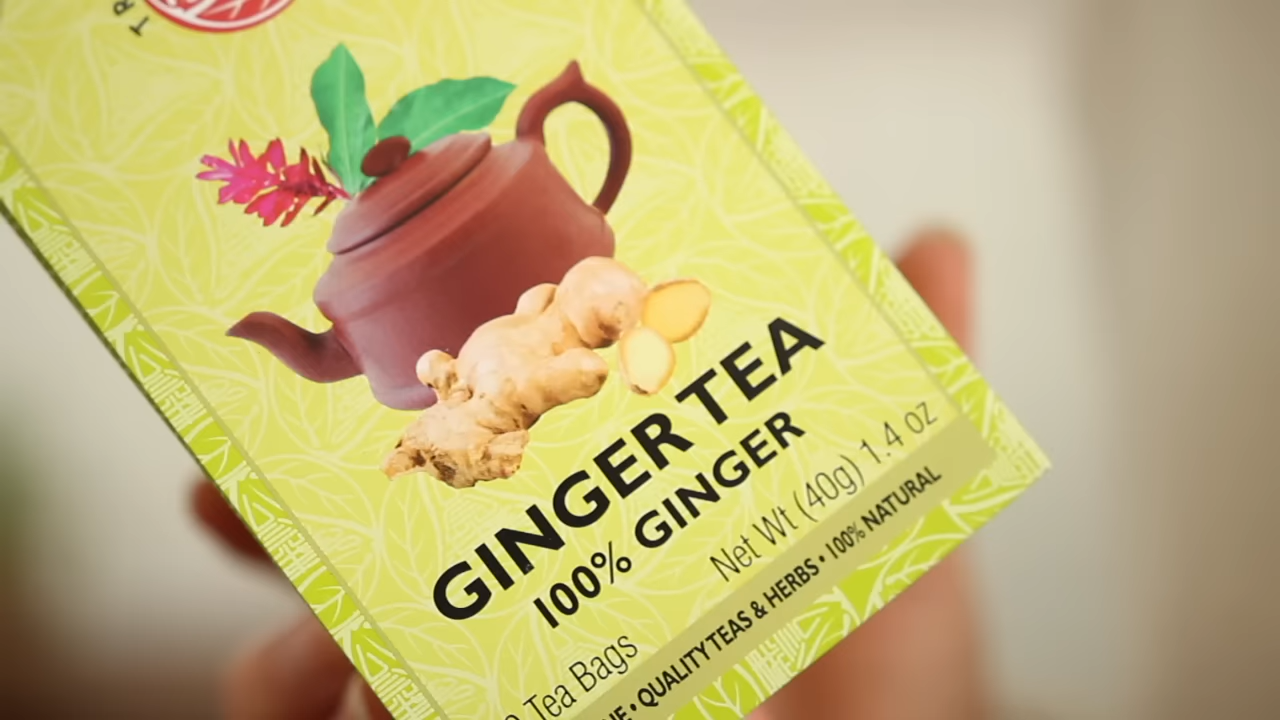 GINGER TEA
100% GINGER
Net Wt (40g) 1.4 oz
Tea Bags
• QUALITY TEAS & HERBS • 100% NATURAL